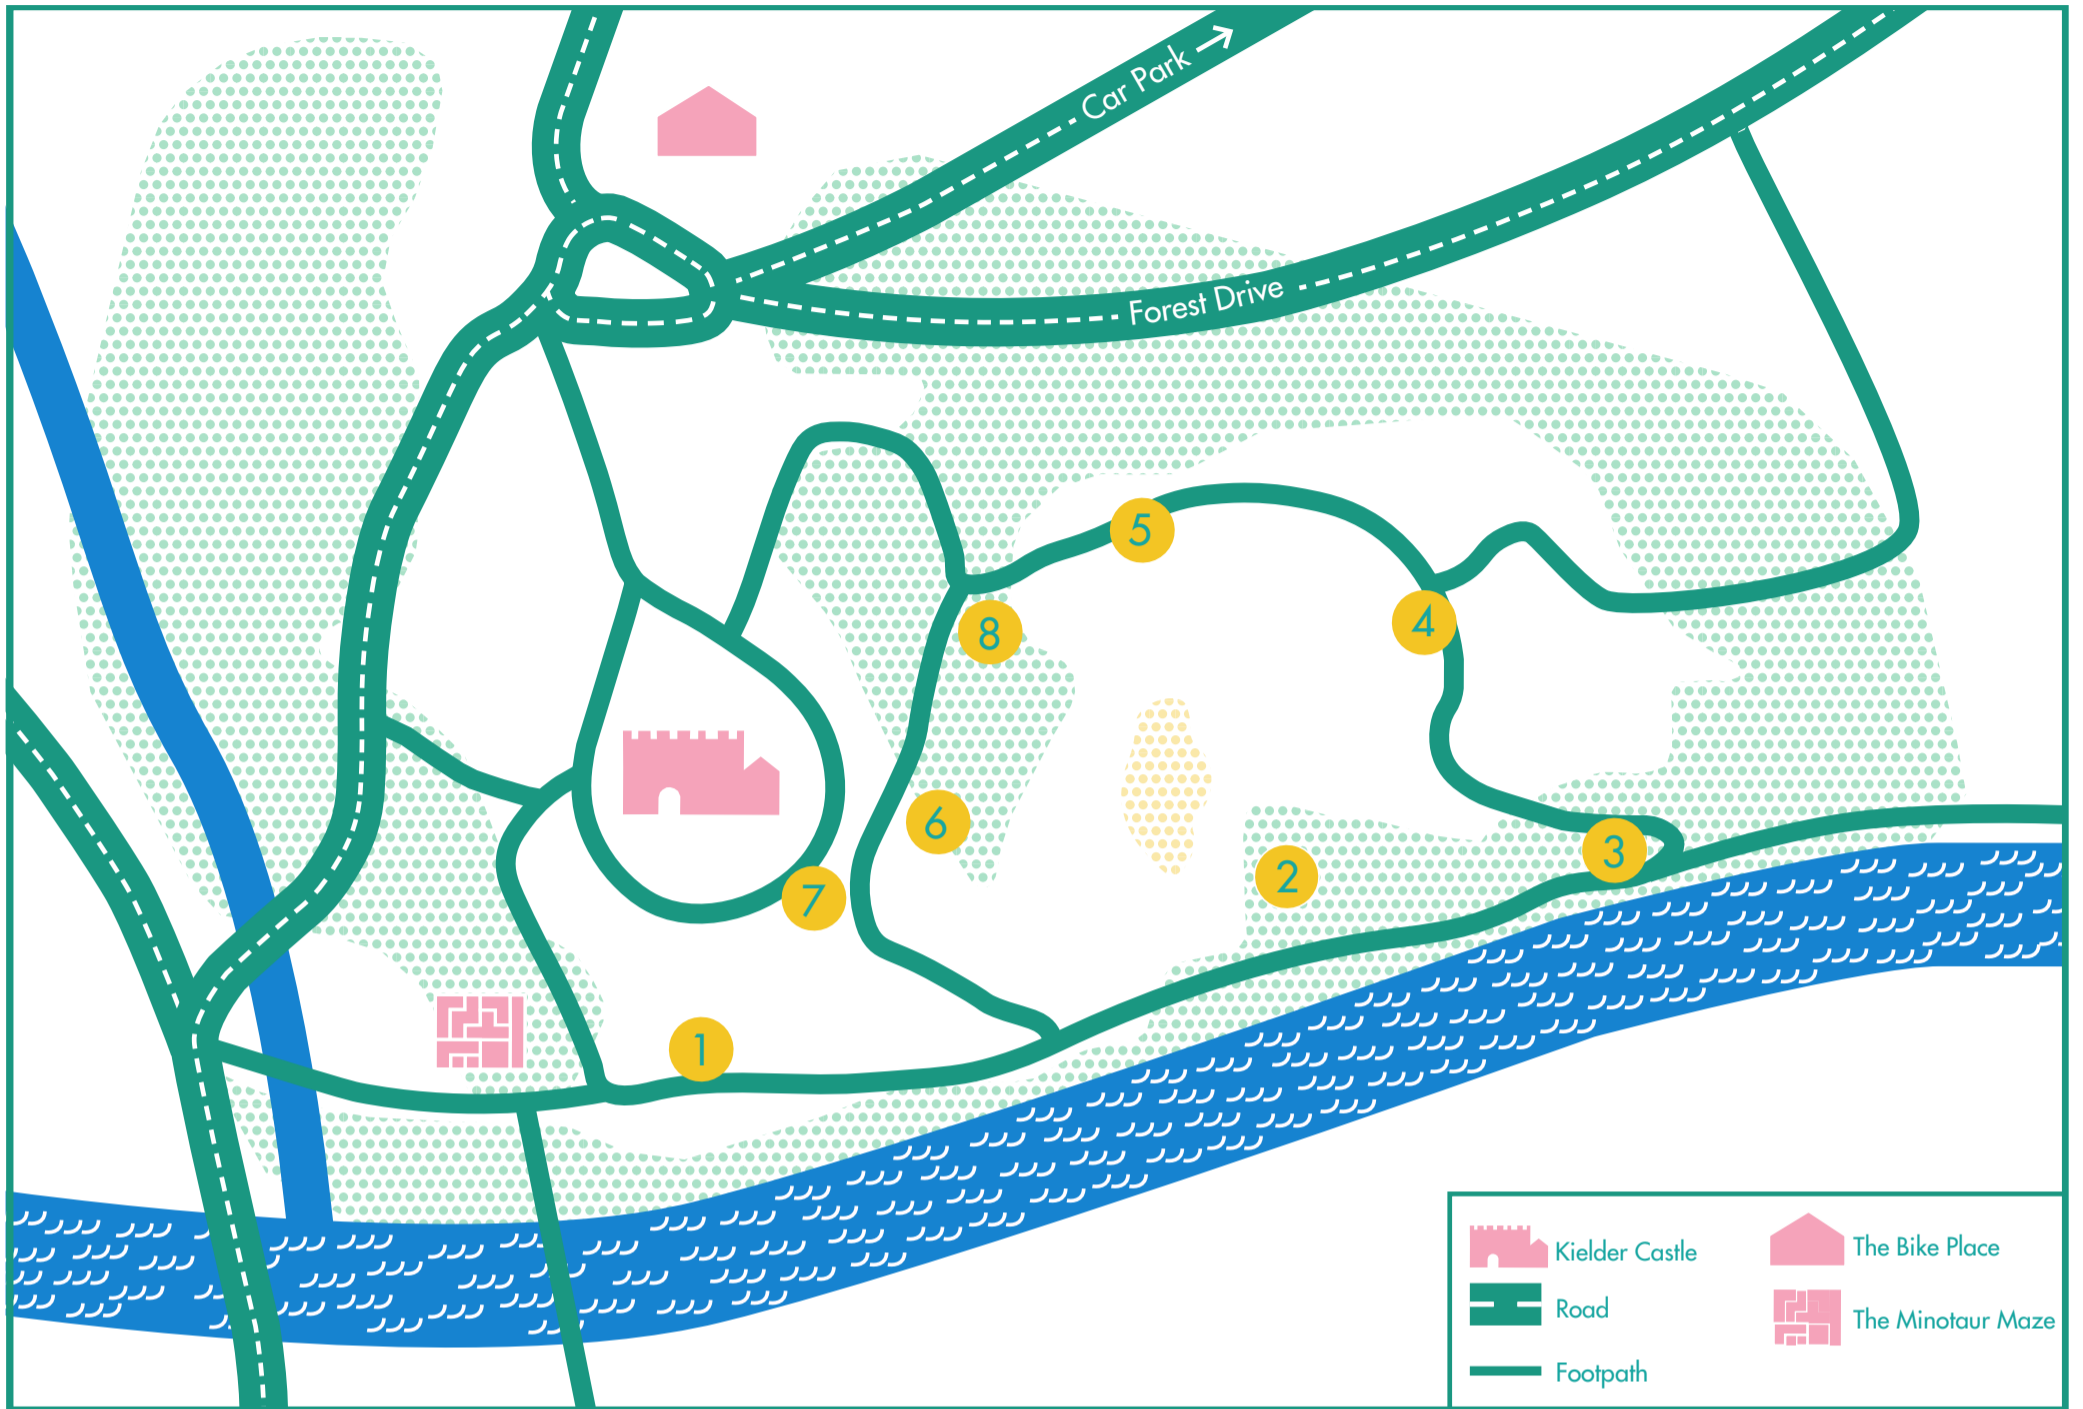 Car Park
Forest Drive
5
8
4
6
2
3
7
1
Kielder Castle
The Bike Place
Road
The Minotaur Maze
Footpath